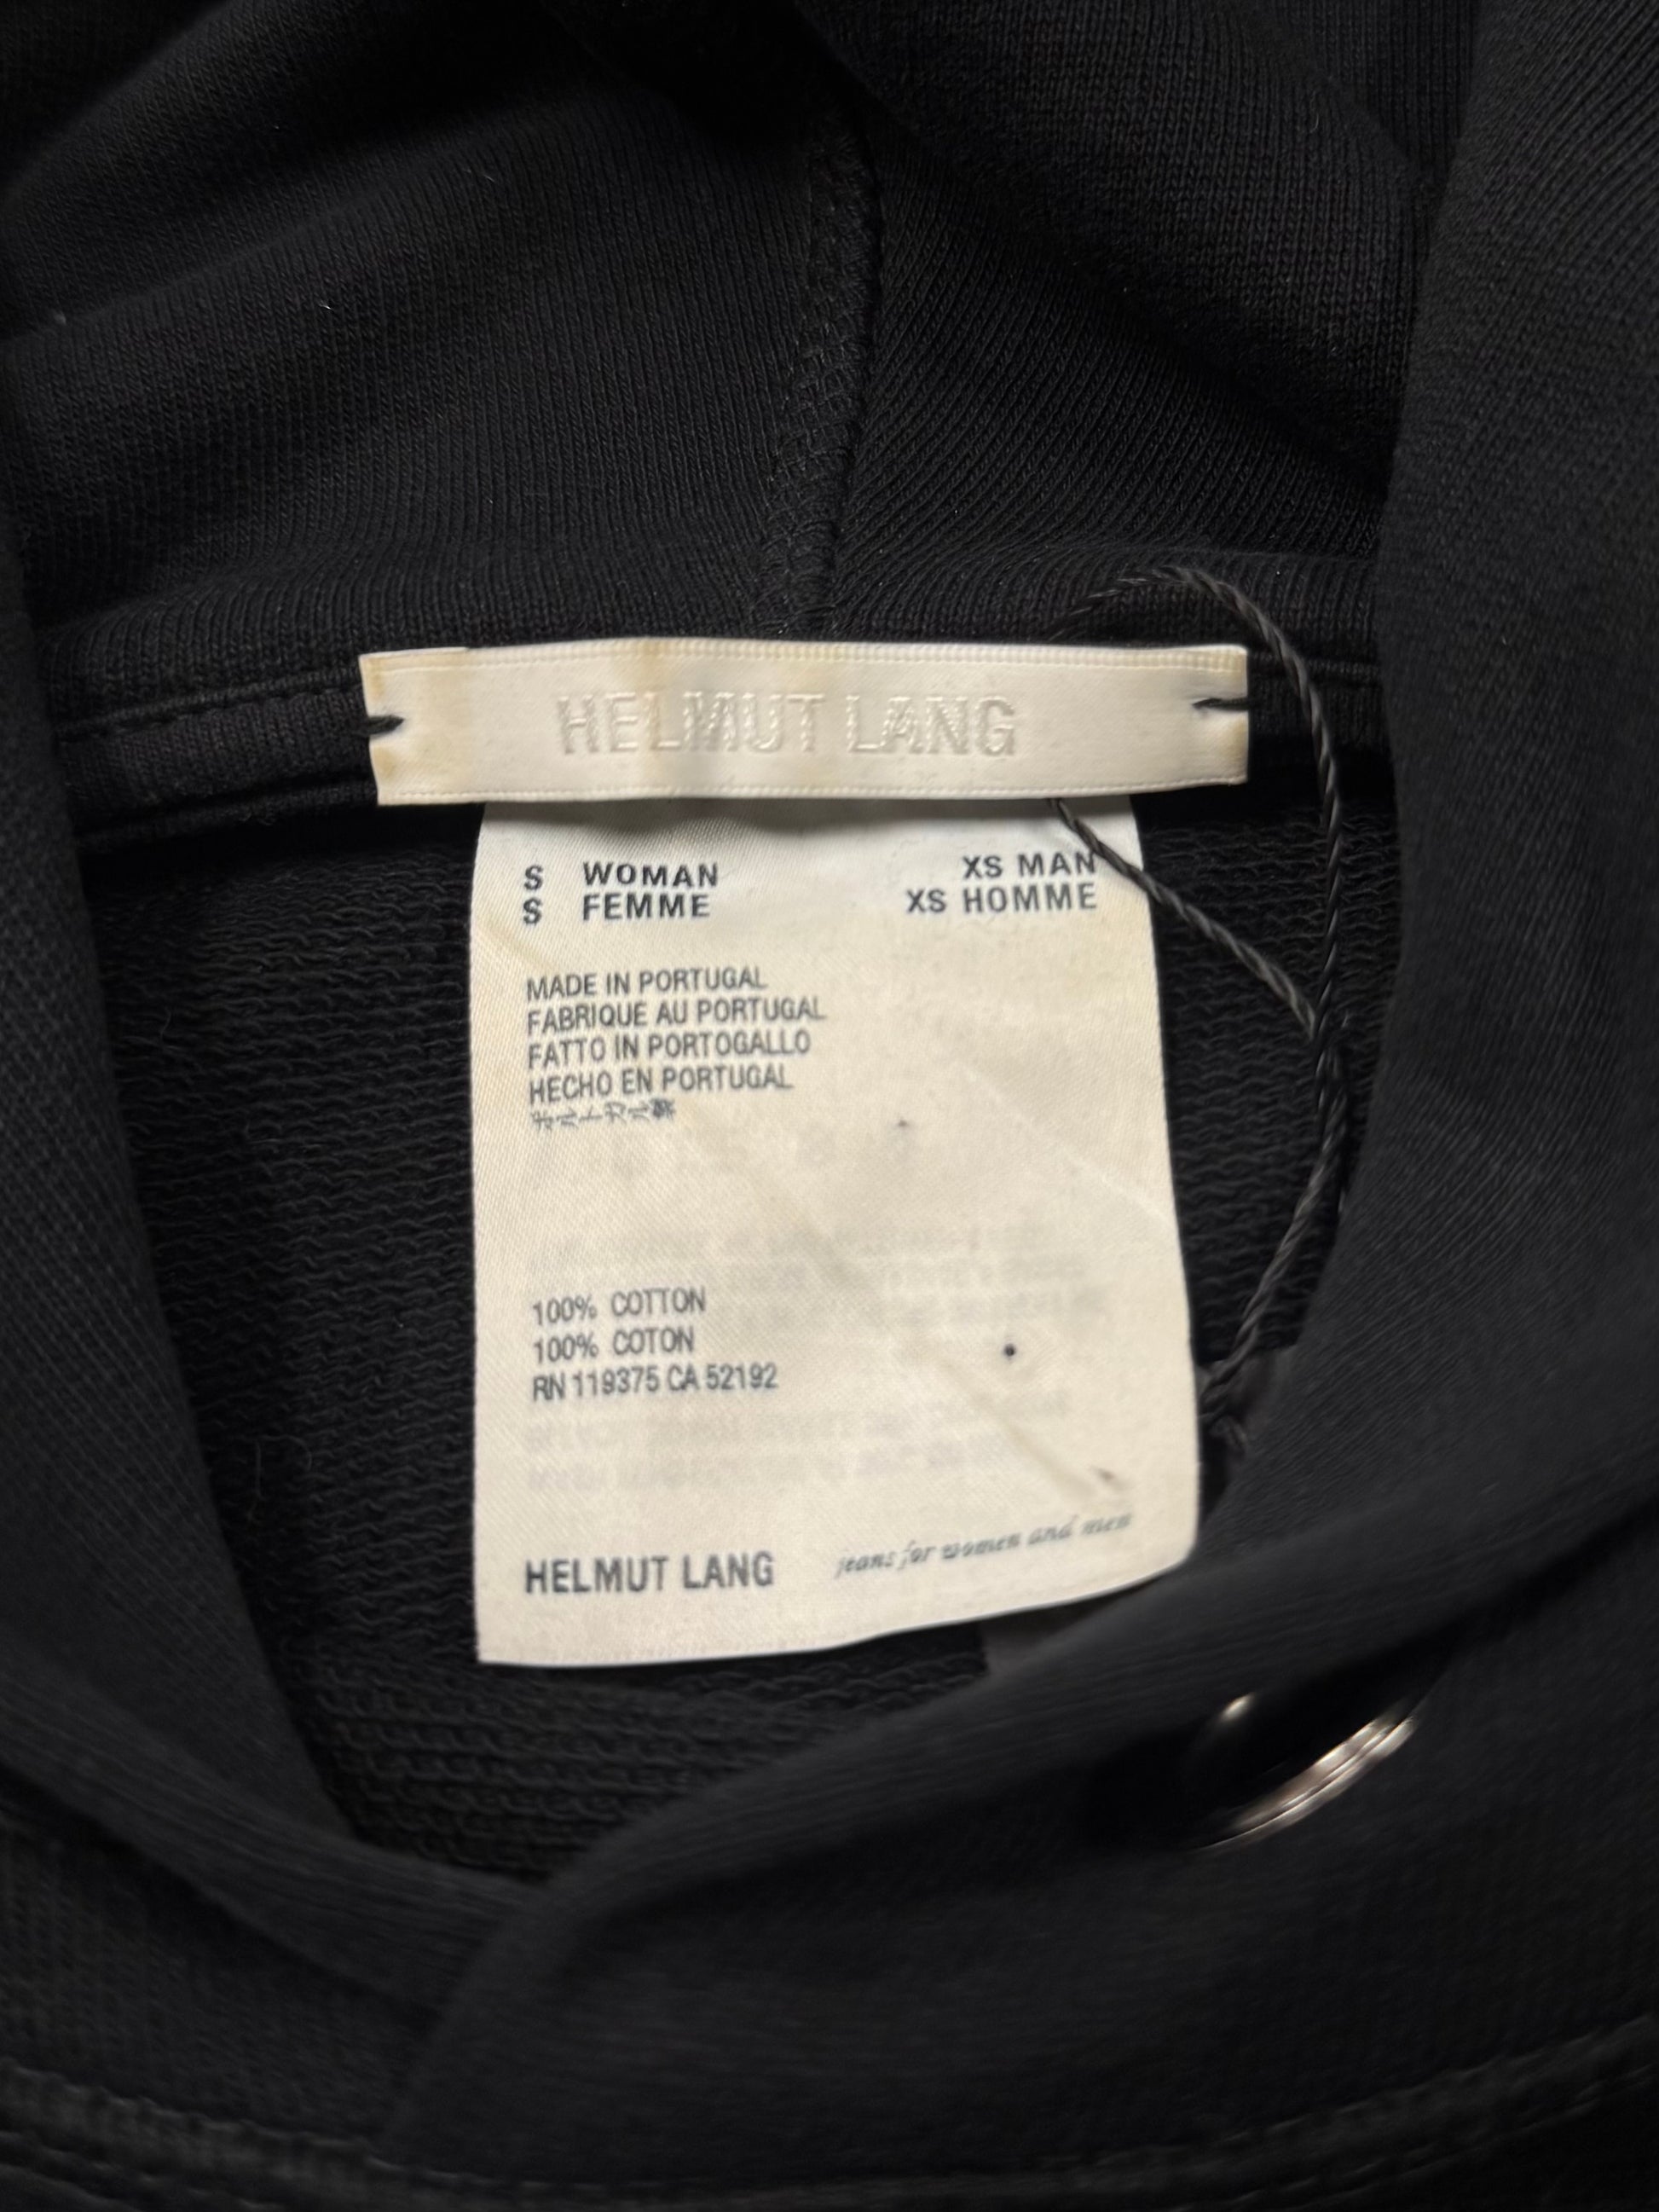 HELMUT LANG
S WOMAN XS MAN
S FEMME XS HOMME
MADE IN PORTUGAL
FABRIQUE AU PORTUGAL
FATTO IN PORTOGALLO
HECHO EN PORTUGAL
100% COTTON
100% COTON
RN 119375 CA 52192
HELMUT LANG jeans for women and men